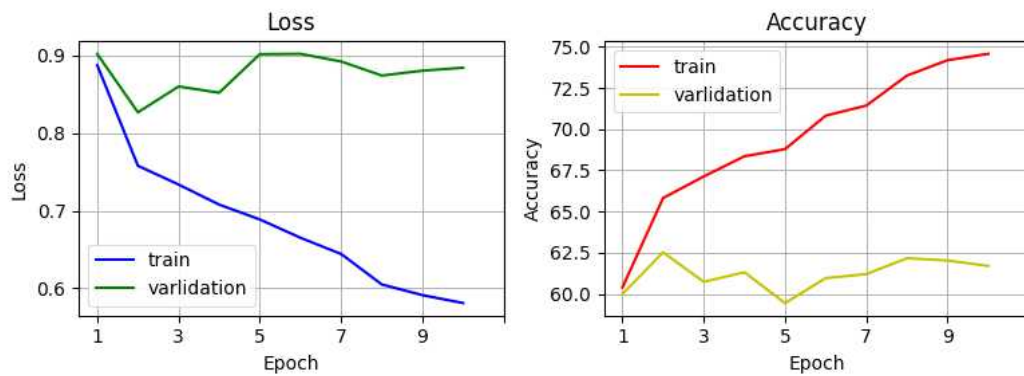 Loss
0.9
0.8
0.7
0.6
Loss
train
varlidation
1 3 5 7 9
Epoch
Accuracy
75.0
72.5
70.0
67.5
65.0
62.5
60.0
Accuracy
train
varlidation
1 3 5 7 9
Epoch